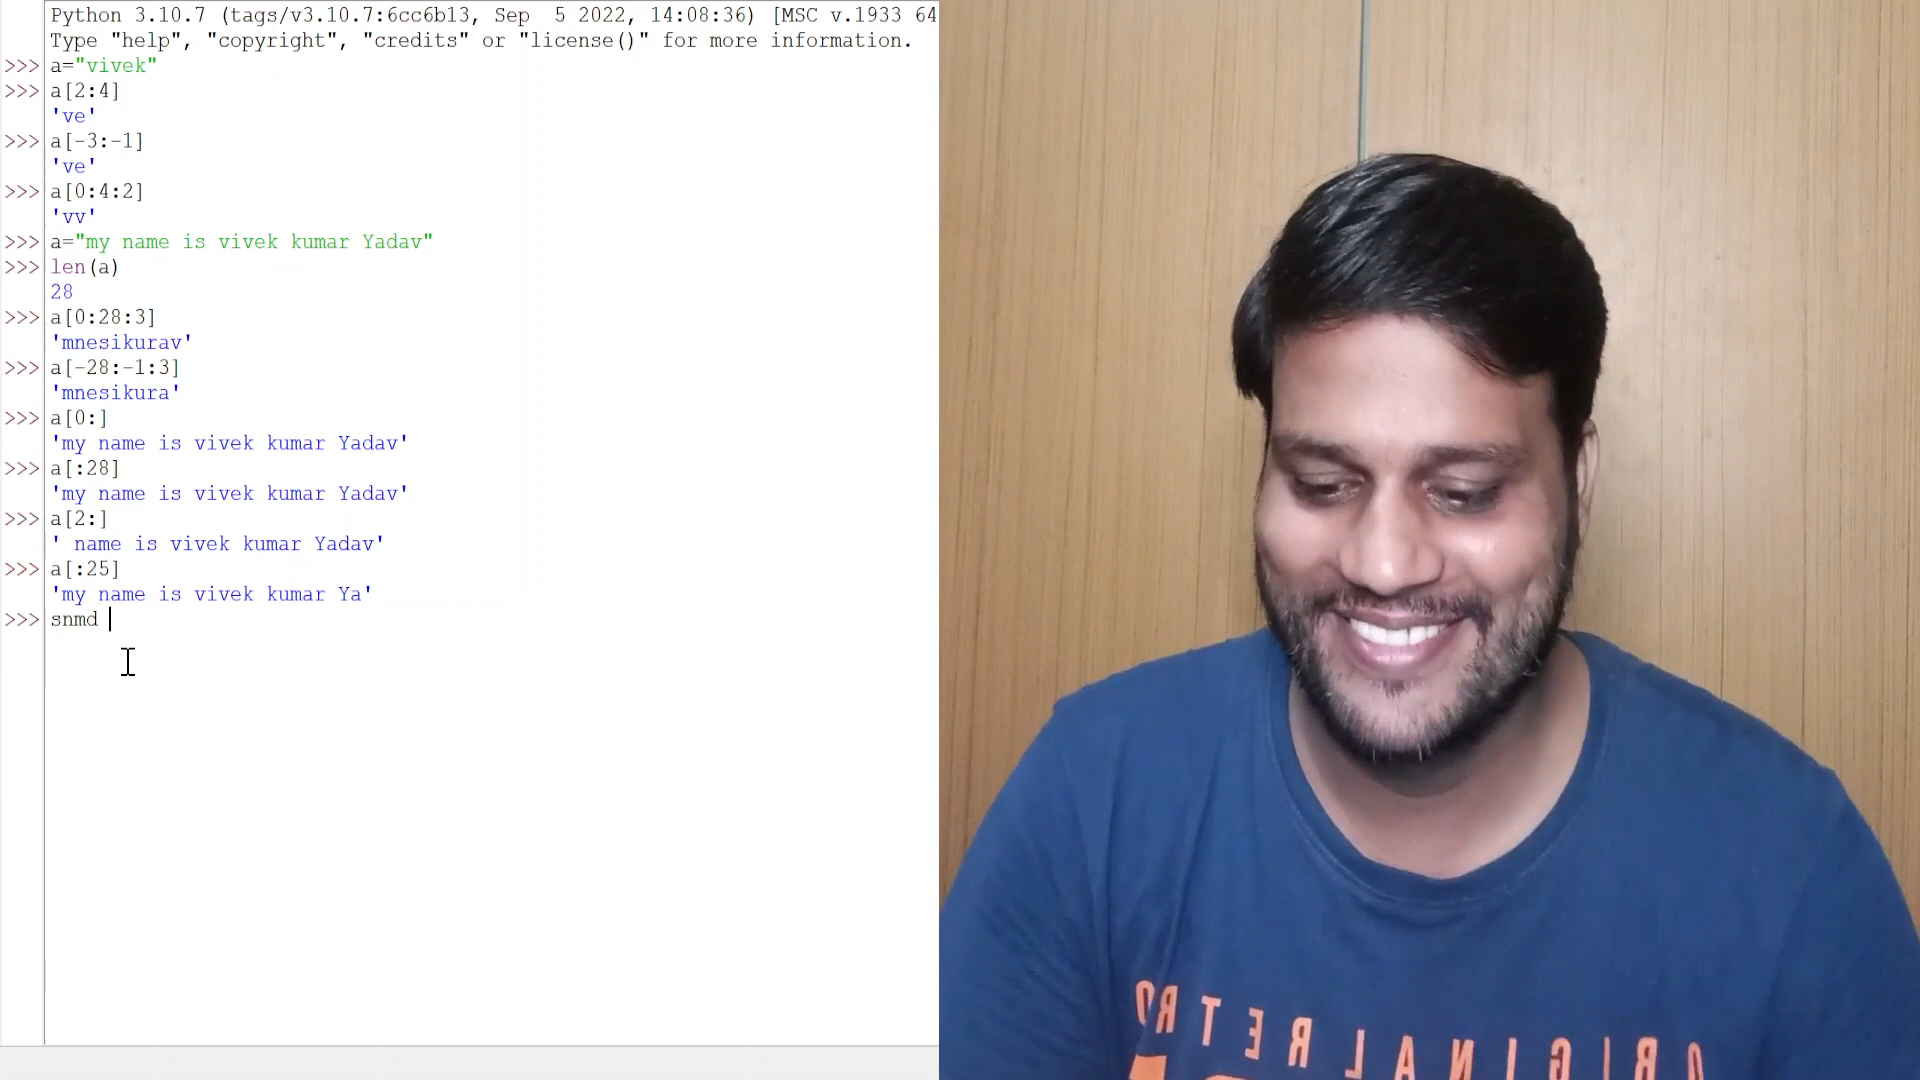 Python 3.10.7 (tags/v3.10.7:6cc6b13, Sep  5 2022, 14:08:36) [MSC v.1933 64
Type "help", "copyright", "credits" or "license()" for more information.
>>> a="vivek"
>>> a[2:4]
've'
>>> a[-3:-1]
've'
>>> a[0:4:2]
'vv'
>>> a="my name is vivek kumar Yadav"
>>> len(a)
28
>>> a[0:28:3]
'mnesikurav'
>>> a[-28:-1:3]
'mnesikura'
>>> a[0:]
'my name is vivek kumar Yadav'
>>> a[:28]
'my name is vivek kumar Yadav'
>>> a[2:]
' name is vivek kumar Yadav'
>>> a[:25]
'my name is vivek kumar Ya'
>>> snmd
ORIGINAL RETRO